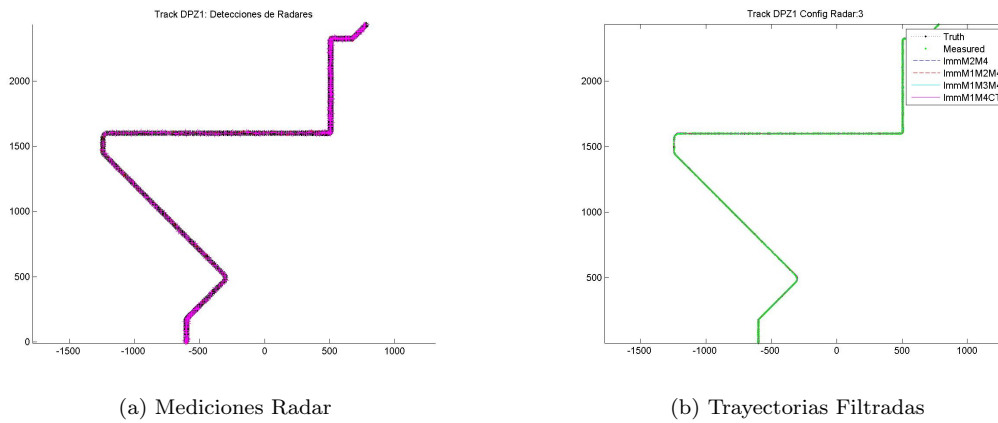 Track DPZ1: Detecciones de Radares
2000
1500
1000
500
0
-1500 -1000 -500 0 500 1000
(a) Mediciones Radar
Track DPZ1 Config Radar:3
Truth
Measured
ImmM2M4
ImmM1M2M4
ImmM1M3M4
ImmM1M4CT
2000
1500
1000
500
0
-1500 -1000 -500 0 500 1000
(b) Trayectorias Filtradas